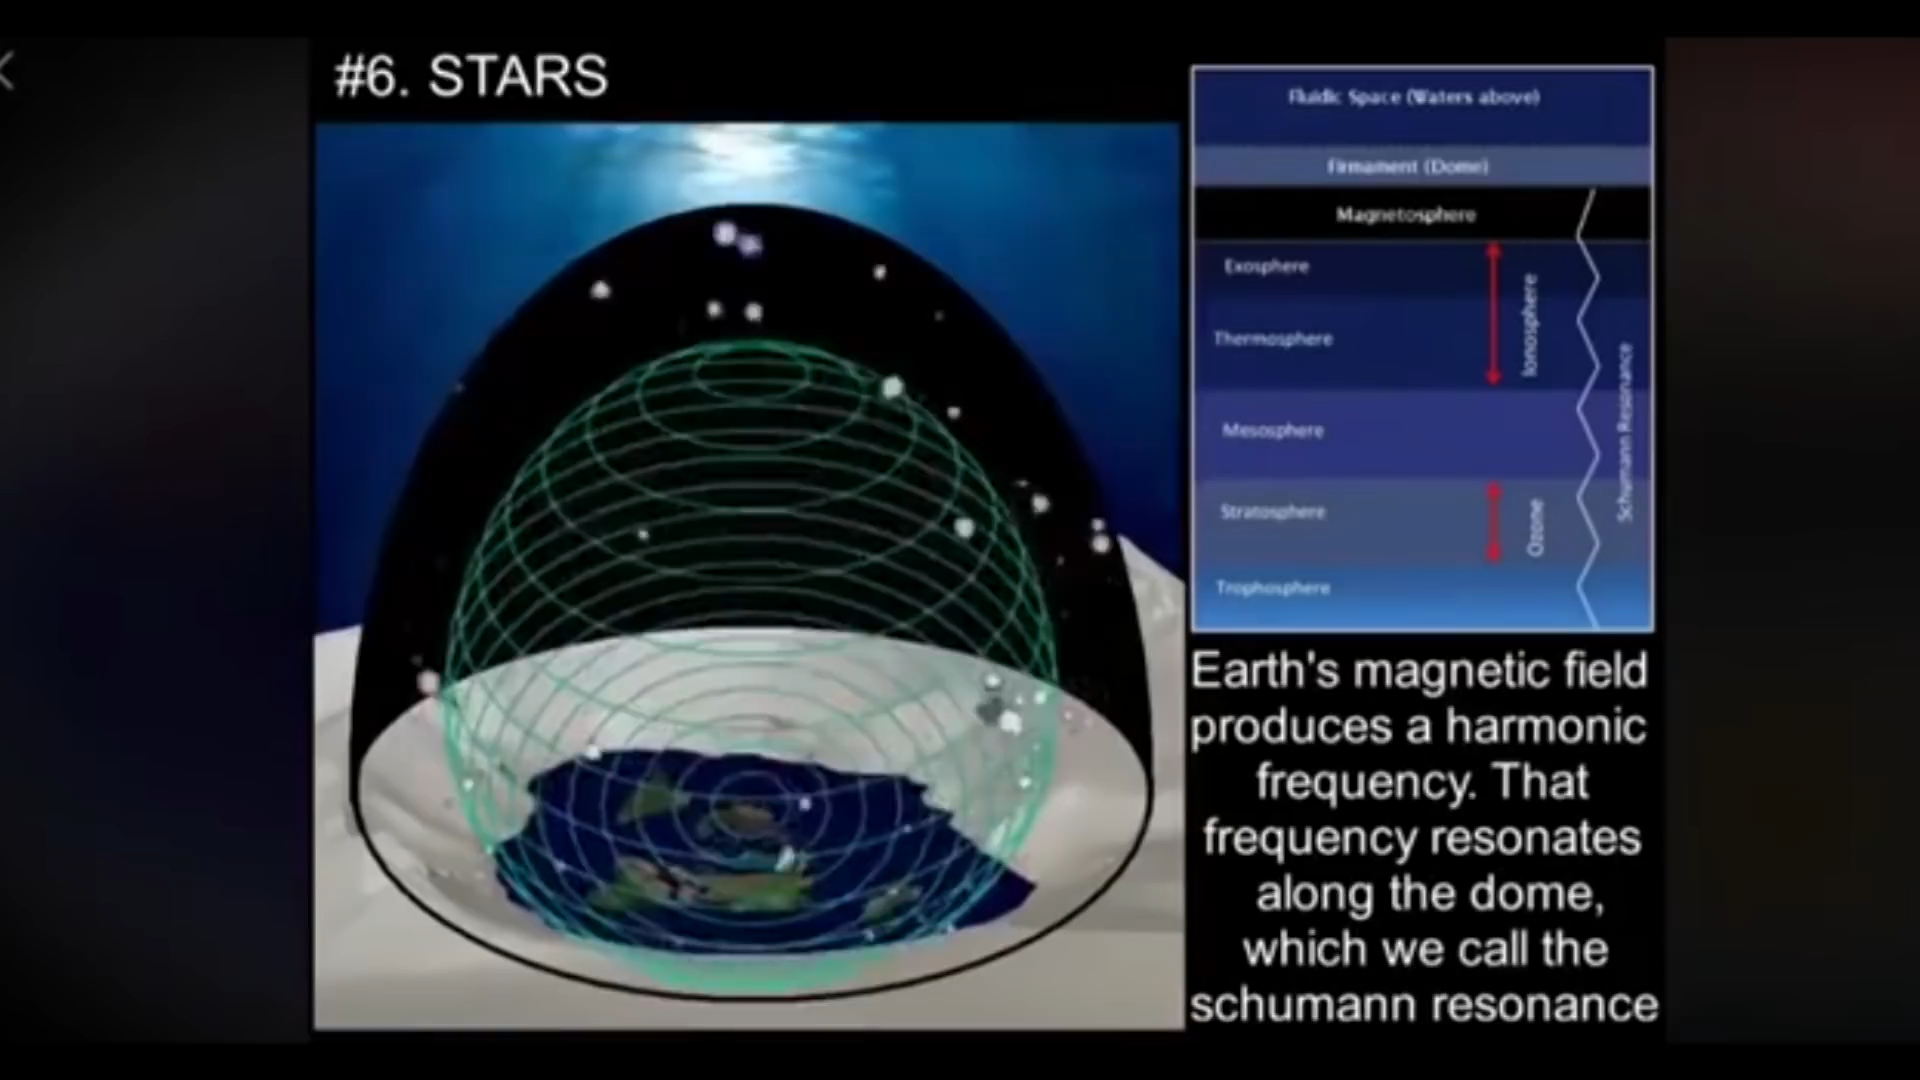 #6. STARS
Fluidic Space (Waters above)
Firmament (Dome)
Magnetosphere
Exosphere
Thermosphere
Ionosphere
Mesosphere
Schumann Resonance
Stratosphere
Ozone
Trophosphere
Earth's magnetic field
produces a harmonic
frequency. That
frequency resonates
along the dome,
which we call the
schumann resonance